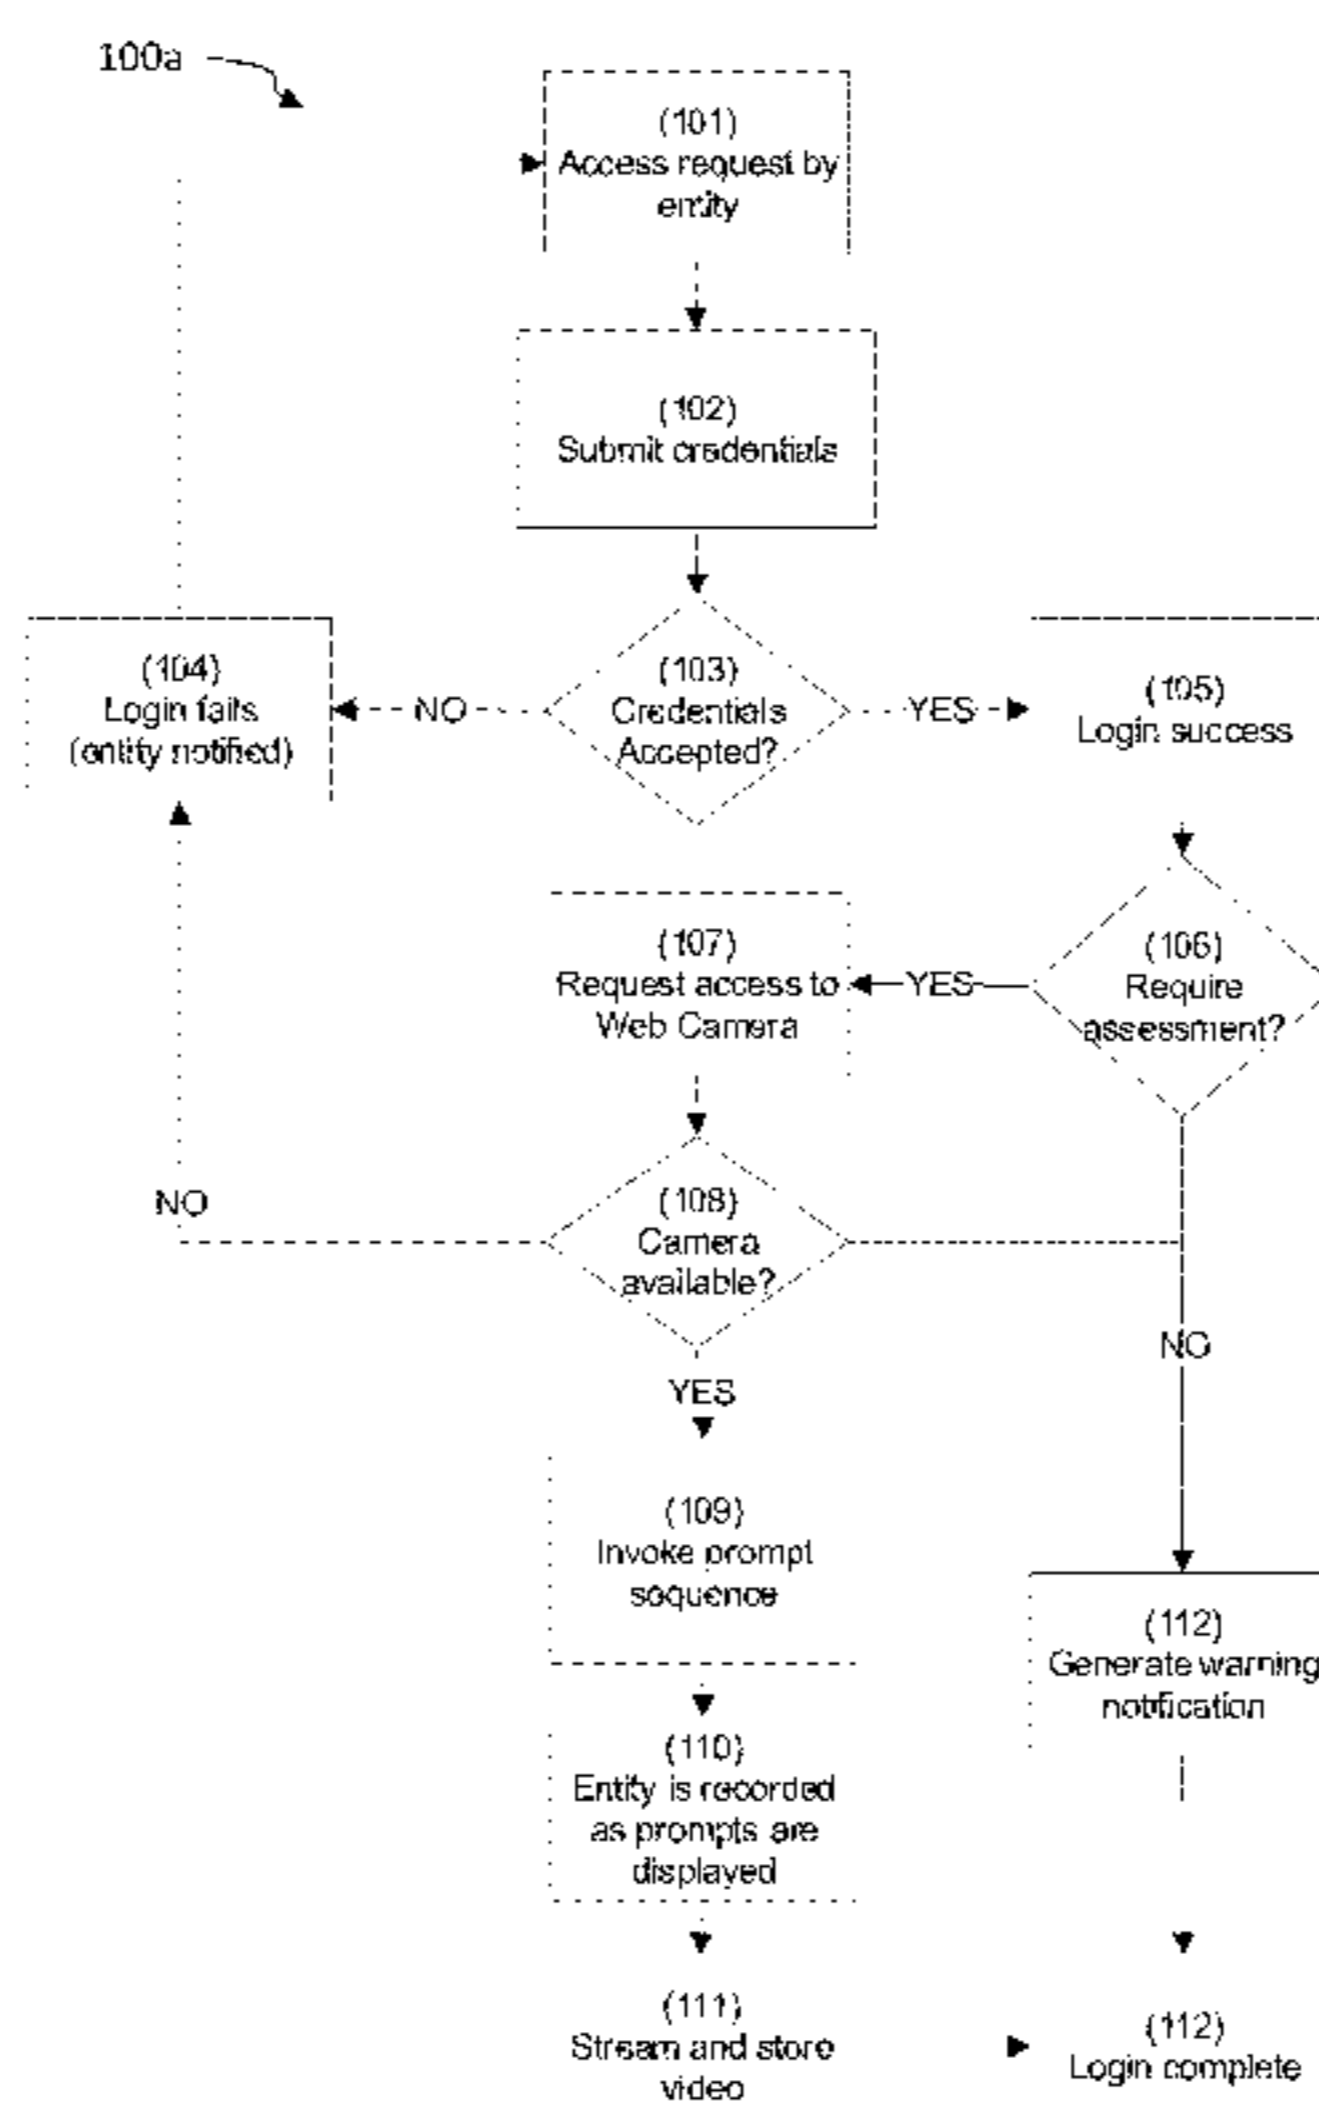 100a
(101)
Access request by
entity
(102)
Submit credentials
(104)
Login fails
(entity notified)
NO
(103)
Credentials
Accepted?
YES
(105)
Login success
(107)
Request access to
Web Camera
YES
(106)
Require
assessment?
NO
(108)
Camera
available?
YES
NO
(109)
Invoke prompt
sequence
(112)
Generate warning
notification
(110)
Entity is recorded
as prompts are
displayed
(111)
Stream and store
video
(112)
Login complete